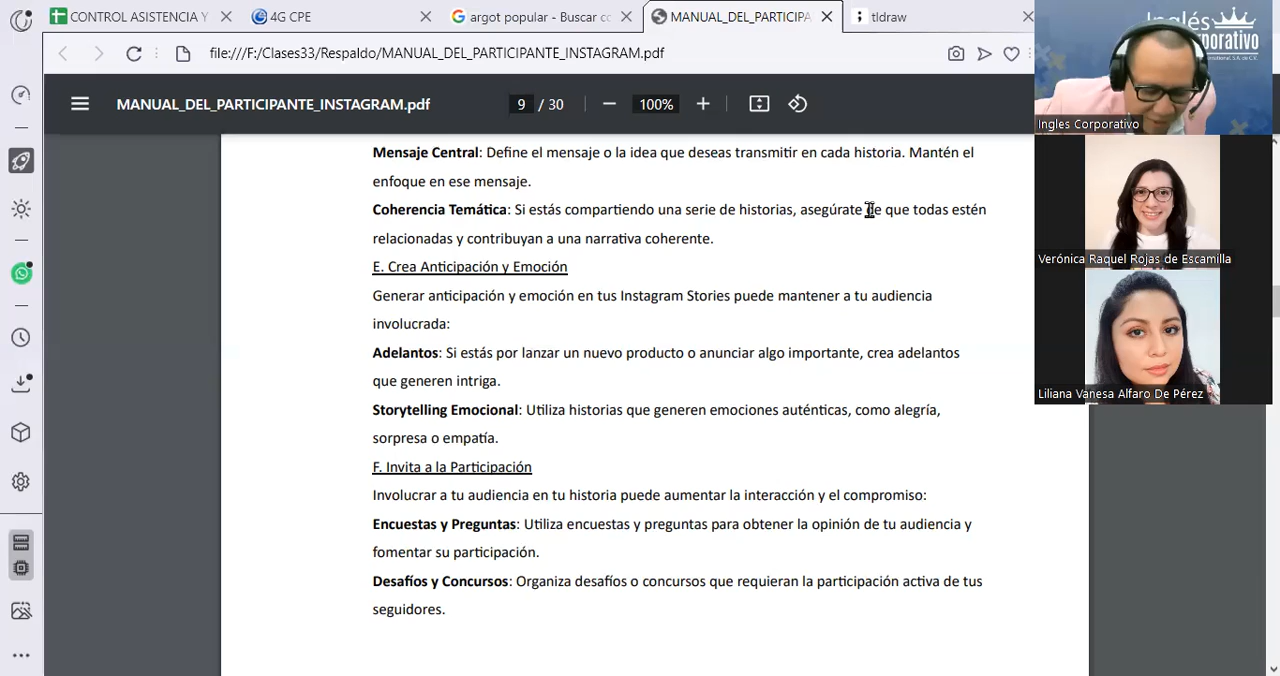 CONTROL ASISTENCIA Y
4G CPE
argot popular - Buscar co
MANUAL_DEL_PARTICIPA
tldraw
file:///F:/Clases33/Respaldo/MANUAL_DEL_PARTICIPANTE_INSTAGRAM.pdf
MANUAL_DEL_PARTICIPANTE_INSTAGRAM.pdf
9 / 30
100%
Mensaje Central: Define el mensaje o la idea que deseas transmitir en cada historia. Mantén el
enfoque en ese mensaje.
Coherencia Temática: Si estás compartiendo una serie de historias, asegúrate de que todas estén
relacionadas y contribuyan a una narrativa coherente.
E. Crea Anticipación y Emoción
Generar anticipación y emoción en tus Instagram Stories puede mantener a tu audiencia
involucrada:
Adelantos: Si estás por lanzar un nuevo producto o anunciar algo importante, crea adelantos
que generen intriga.
Storytelling Emocional: Utiliza historias que generen emociones auténticas, como alegría,
sorpresa o empatía.
F. Invita a la Participación
Involucrar a tu audiencia en tu historia puede aumentar la interacción y el compromiso:
Encuestas y Preguntas: Utiliza encuestas y preguntas para obtener la opinión de tu audiencia y
fomentar su participación.
Desafíos y Concursos: Organiza desafíos o concursos que requieran la participación activa de tus
seguidores.
Inglés
Ingles Corporativo
Verónica Raquel Rojas de Escamilla
Liliana Vanesa Alfaro De Pérez